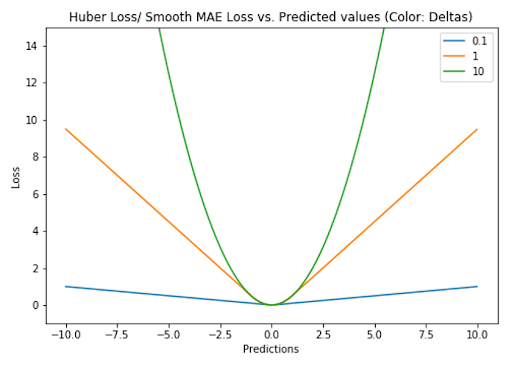 Huber Loss/ Smooth MAE Loss vs. Predicted values (Color: Deltas)
0.1
1
10
14
12
10
8
6
4
2
0
Loss
−10.0 −7.5 −5.0 −2.5 0.0 2.5 5.0 7.5 10.0
Predictions